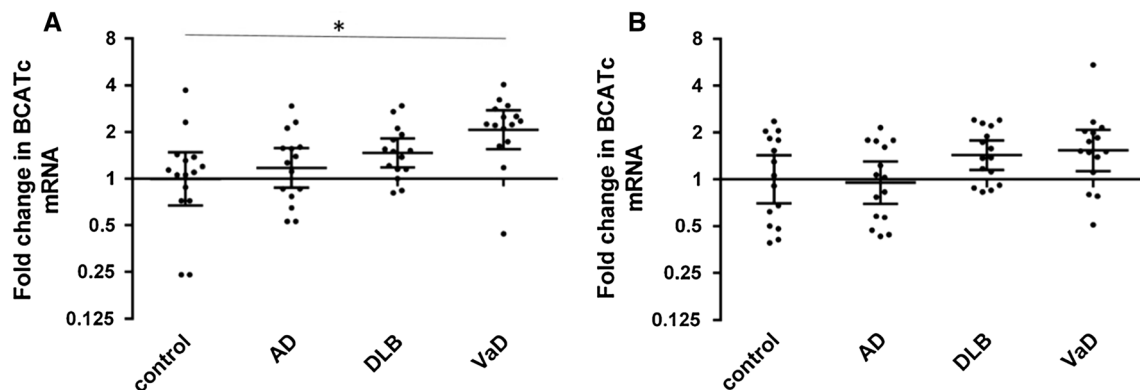 A
Fold change in BCATc
mRNA
8
4
2
1
0.5
0.25
0.125
*
control
AD
DLB
VaD
B
Fold change in BCATc
mRNA
8
4
2
1
0.5
0.25
0.125
control
AD
DLB
VaD